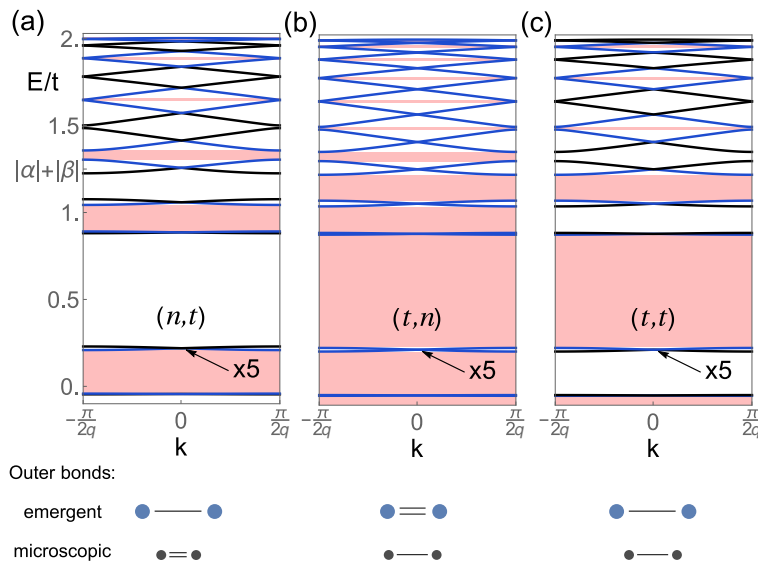 (a) (b) (c)
2.
E/t
1.5
|α|+|β|
1.
0.5
(n,t) (t,n) (t,t)
x5 x5 x5
0.
-π/2q 0 π/2q -π/2q 0 π/2q -π/2q 0 π/2q
k k k
Outer bonds:
emergent
microscopic